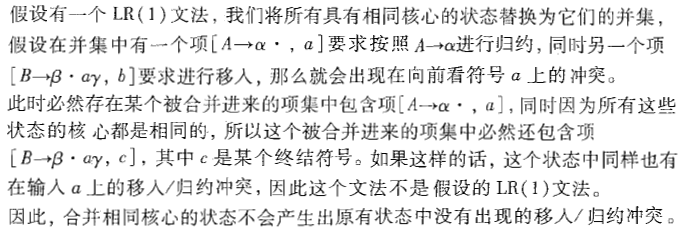 假设有一个 LR(1)文法, 我们将所有具有相同核心的状态替换为它们的并集,
假设在并集中有一个项[A→α·, a]要求按照 A→α进行归约, 同时另一个项
[B→β·aγ, b]要求进行移入, 那么就会出现在向前看符号 a 上的冲突。
此时必然存在某个被合并进来的项集中包含项[A→α·, a], 同时因为所有这些
状态的核 心都是相同的, 所以这个被合并进来的项集中必然还包含项
[B→β·aγ, c], 其中 c 是某个终结符号。如果这样的话, 这个状态中同样也有
在输入 a 上的移入/归约冲突, 因此这个文法不是假设的 LR(1)文法。
因此, 合并相同核心的状态不会产生出原有状态中没有出现的移入/ 归约冲突。